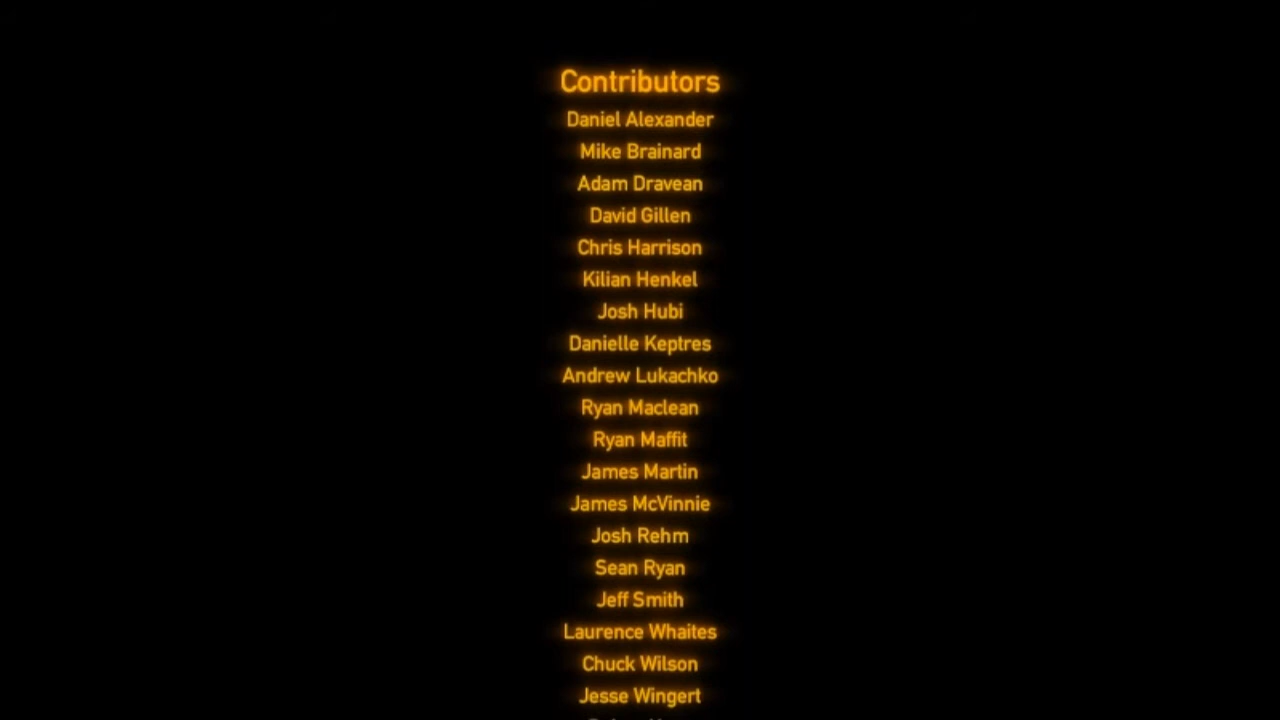 Contributors
Daniel Alexander
Mike Brainard
Adam Dravean
David Gillen
Chris Harrison
Kilian Henkel
Josh Hubi
Danielle Keptres
Andrew Lukachko
Ryan Maclean
Ryan Maffit
James Martin
James McVinnie
Josh Rehm
Sean Ryan
Jeff Smith
Laurence Whaites
Chuck Wilson
Jesse Wingert